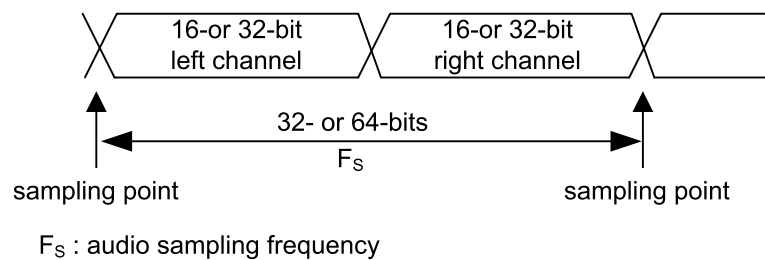 16-or 32-bit
left channel
16-or 32-bit
right channel
32- or 64-bits
FS
sampling point
sampling point
FS : audio sampling frequency